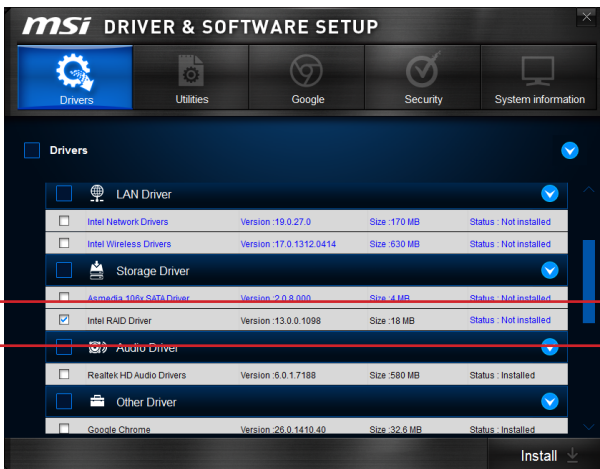 msi DRIVER & SOFTWARE SETUP
Drivers Utilities Google Security System information
Drivers
LAN Driver
Intel Network Drivers Version :19.0.27.0 Size :170 MB Status : Not installed
Intel Wireless Drivers Version :17.0.1312.0414 Size :630 MB Status : Not installed
Storage Driver
Asmedia 106x SATA Driver Version :2.0.8.000 Size :4 MB Status : Not installed
Intel RAID Driver Version :13.0.0.1098 Size :18 MB Status : Not installed
Audio Driver
Realtek HD Audio Drivers Version :6.0.1.7188 Size :580 MB Status : Installed
Other Driver
Google Chrome Version :26.0.1410.40 Size :32.6 MB Status : Installed
Install